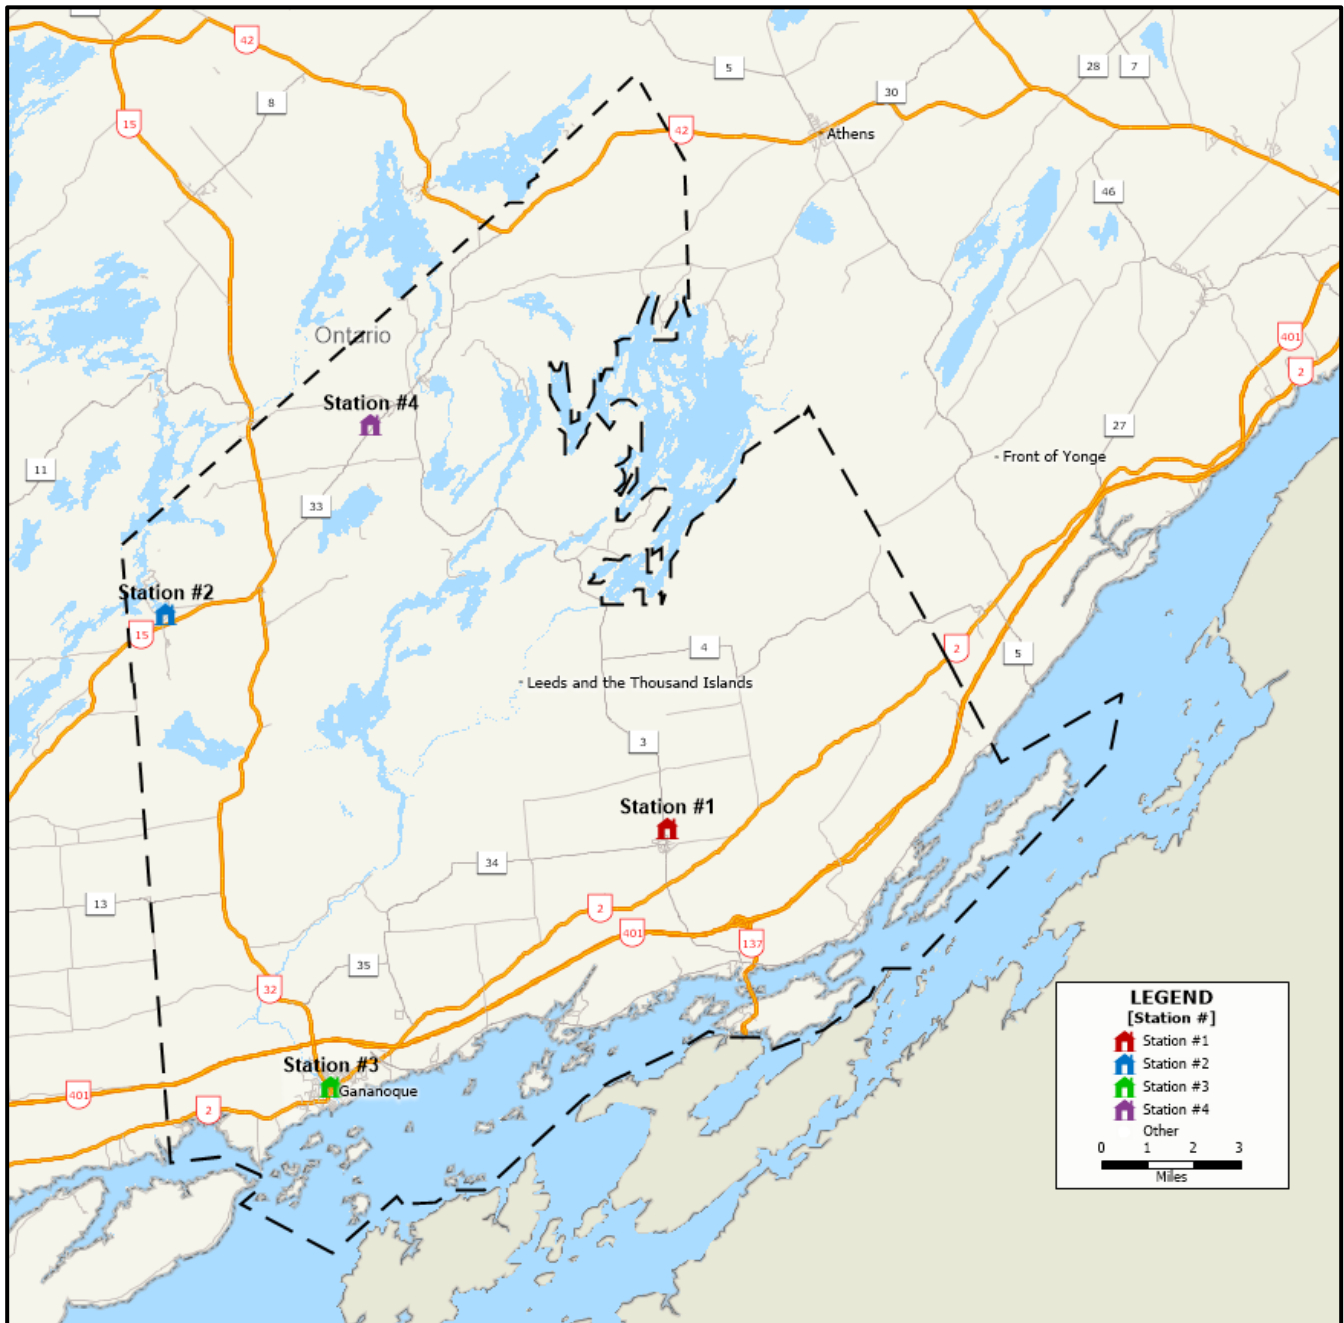 42
5
28
7
8
30
15
42
Athens
46
Ontario
401
2
Station #4
27
11
Front of Yonge
33
Station #2
15
4
2
5
Leeds and the Thousand Islands
3
Station #1
34
13
2
401
137
35
32
Station #3
401
Gananoque
2
LEGEND
[Station #]
Station #1
Station #2
Station #3
Station #4
Other
0 1 2 3
Miles